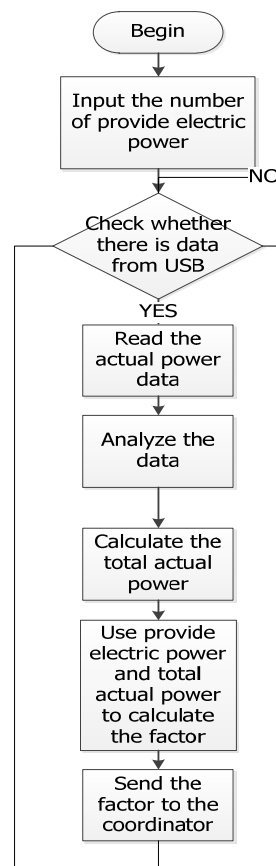 Begin
Input the number
of provide electric
power
NO
Check whether
there is data
from USB
YES
Read the
actual power
data
Analyze the
data
Calculate the
total actual
power
Use provide
electric power
and total
actual power
to calculate
the factor
Send the
factor to the
coordinator